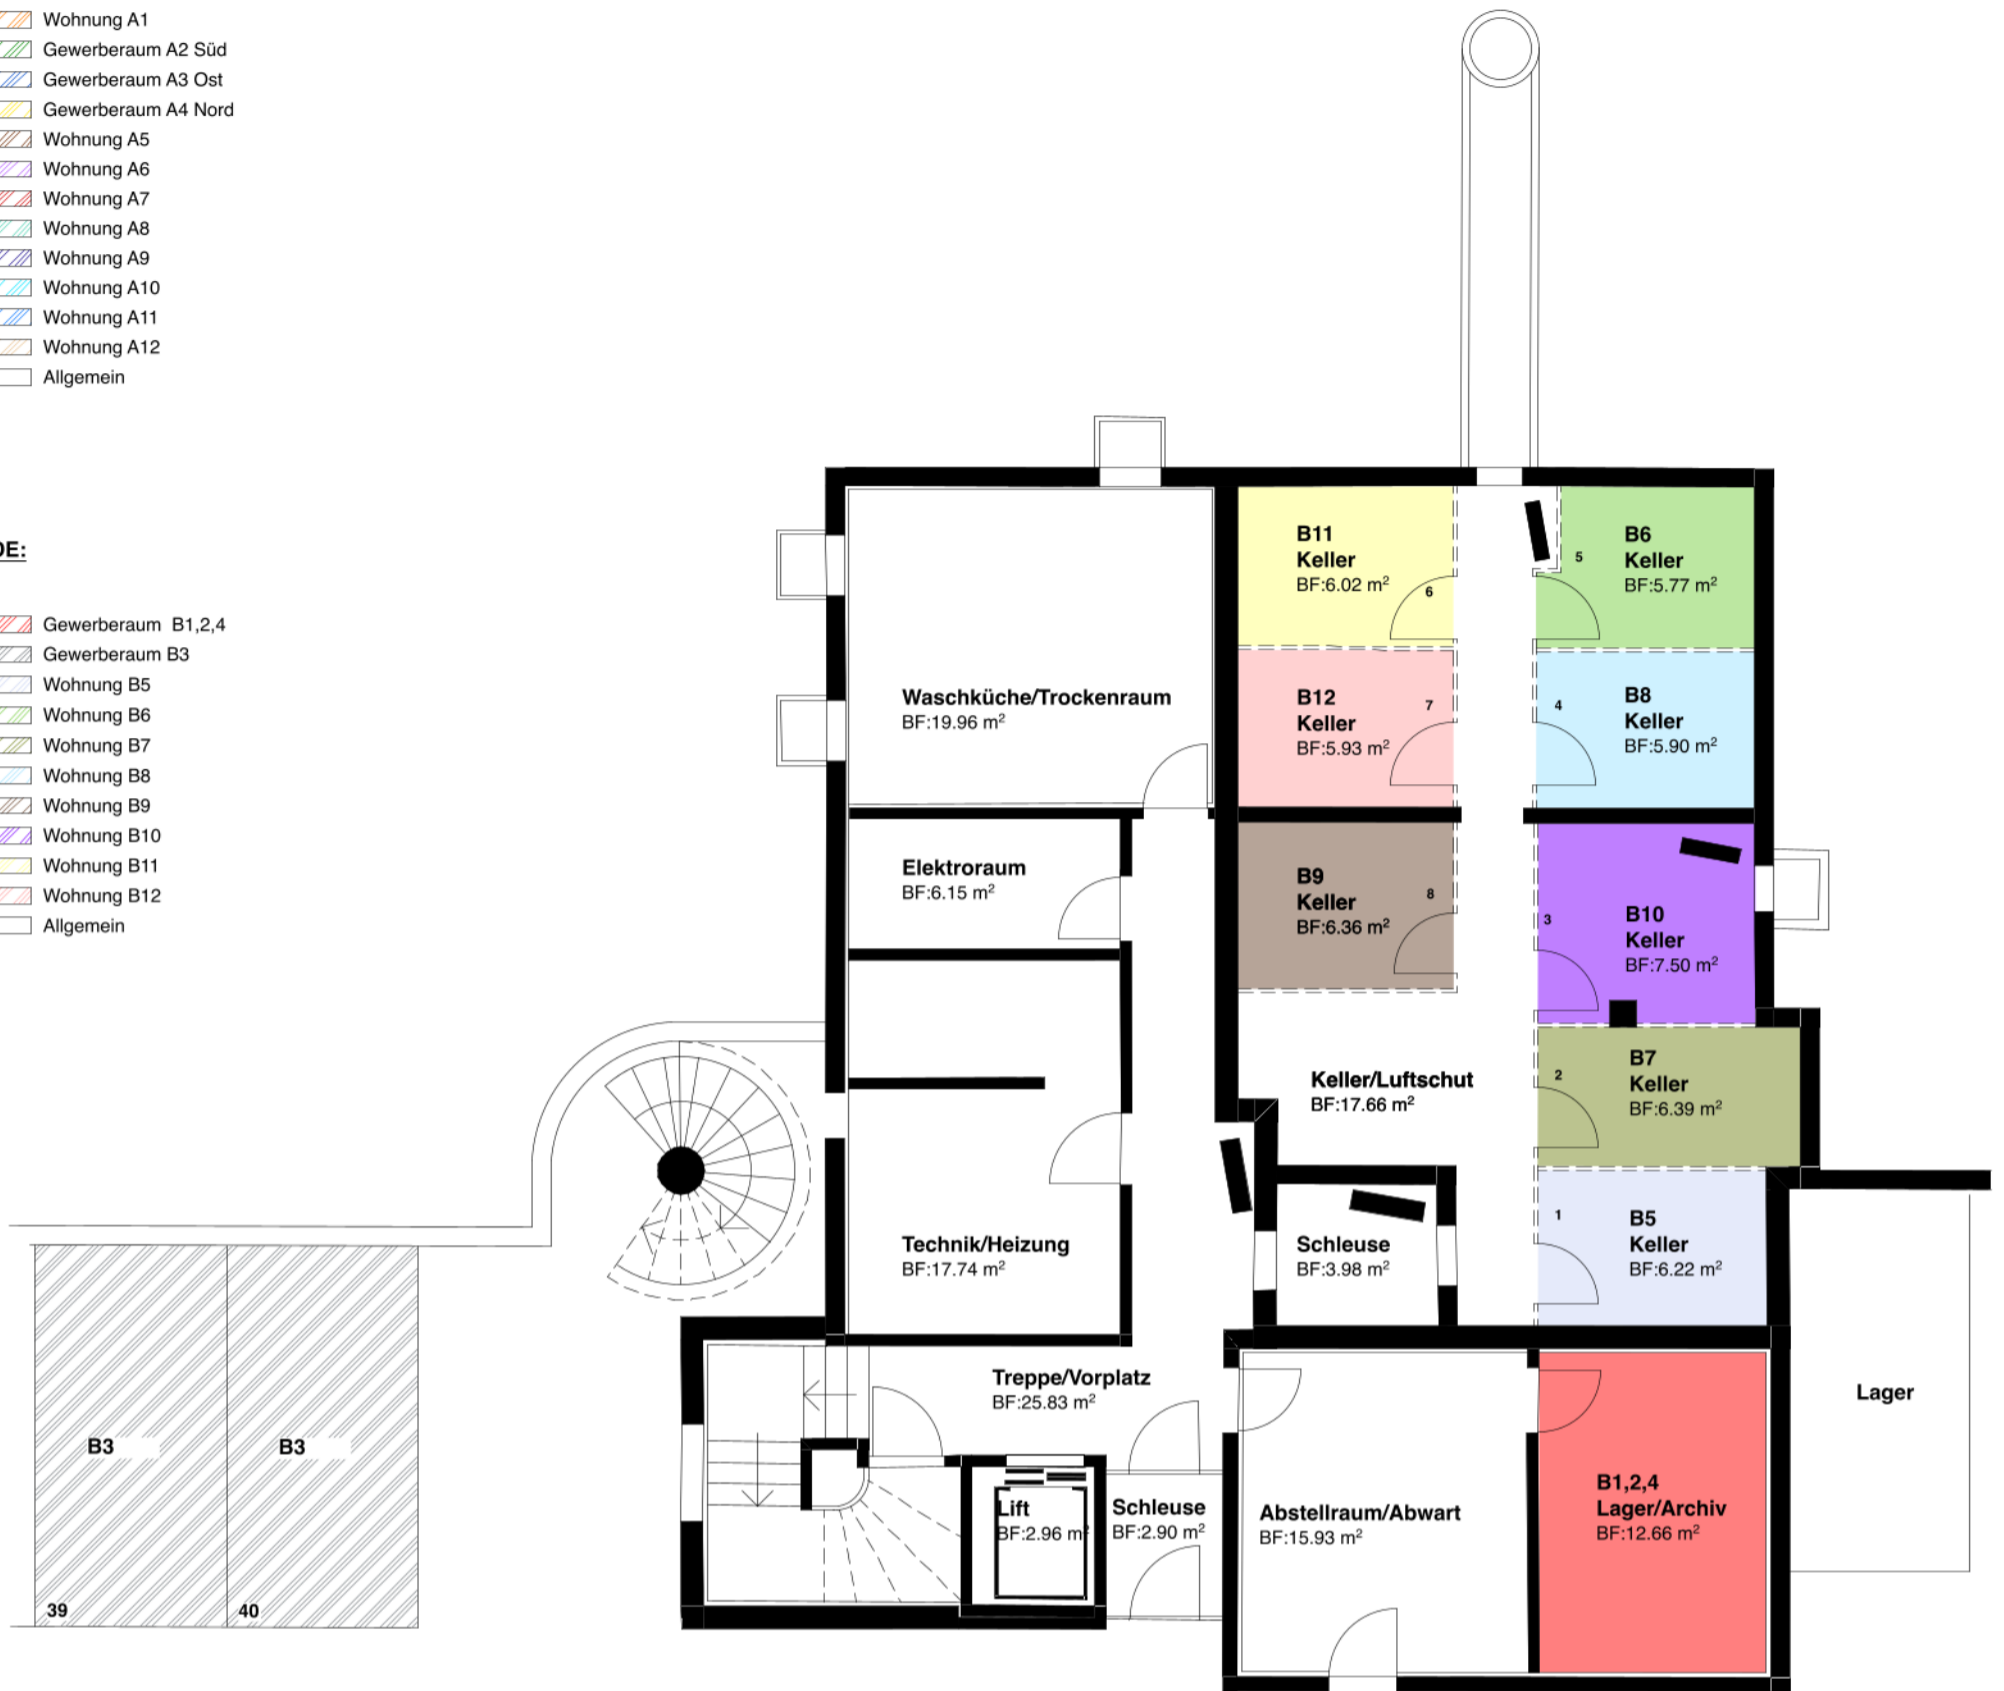 Wohnung A1
Gewerberaum A2 Süd
Gewerberaum A3 Ost
Gewerberaum A4 Nord
Wohnung A5
Wohnung A6
Wohnung A7
Wohnung A8
Wohnung A9
Wohnung A10
Wohnung A11
Wohnung A12
Allgemein
DE:
Gewerberaum B1,2,4
Gewerberaum B3
Wohnung B5
Wohnung B6
Wohnung B7
Wohnung B8
Wohnung B9
Wohnung B10
Wohnung B11
Wohnung B12
Allgemein
B11
Keller
BF:6.02 m²
6
5
B6
Keller
BF:5.77 m²
Waschküche/Trockenraum
BF:19.96 m²
B12
Keller
BF:5.93 m²
7
4
B8
Keller
BF:5.90 m²
Elektroraum
BF:6.15 m²
B9
Keller
BF:6.36 m²
8
3
B10
Keller
BF:7.50 m²
Keller/Luftschut
BF:17.66 m²
2
B7
Keller
BF:6.39 m²
Technik/Heizung
BF:17.74 m²
Schleuse
BF:3.98 m²
1
B5
Keller
BF:6.22 m²
Treppe/Vorplatz
BF:25.83 m²
Lager
B3
B3
39
40
Lift
BF:2.96 m²
Schleuse
BF:2.90 m²
Abstellraum/Abwart
BF:15.93 m²
B1,2,4
Lager/Archiv
BF:12.66 m²